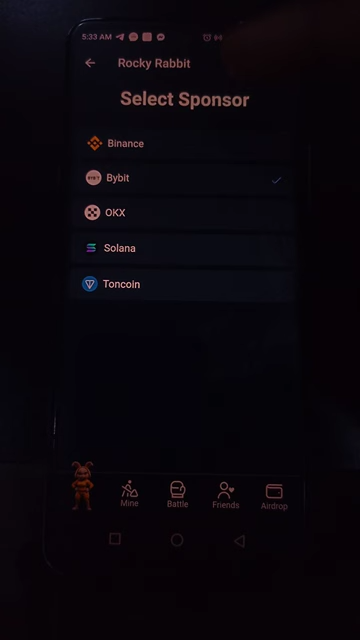 5:33 AM
Rocky Rabbit
Select Sponsor
Binance
Bybit
OKX
Solana
Toncoin
Mine
Battle
Friends
Airdrop